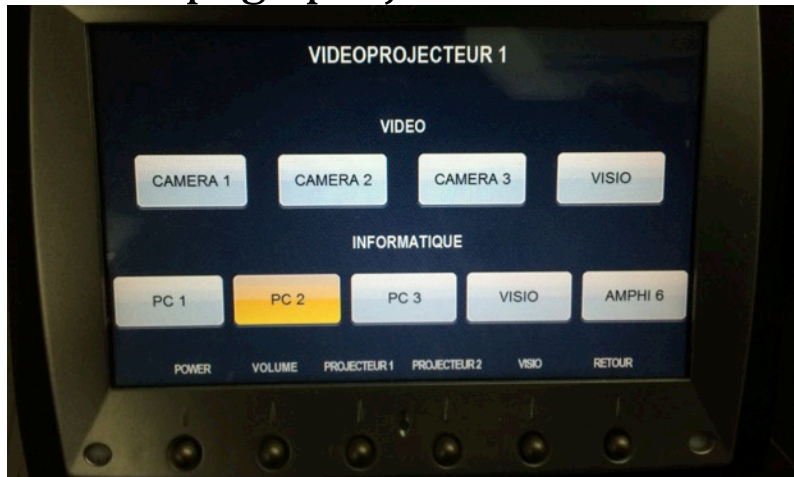 VIDEOPROJECTEUR 1
VIDEO
CAMERA 1 CAMERA 2 CAMERA 3 VISIO
INFORMATIQUE
PC 1 PC 2 PC 3 VISIO AMPHI 6
POWER VOLUME PROJECTEUR 1 PROJECTEUR 2 VISIO RETOUR